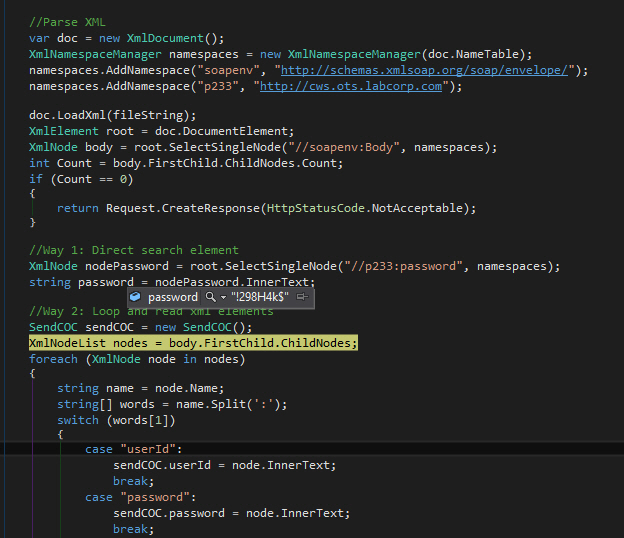 //Parse XML
var doc = new XmlDocument();
XmlNamespaceManager namespaces = new XmlNamespaceManager(doc.NameTable);
namespaces.AddNamespace("soapenv", "http://schemas.xmlsoap.org/soap/envelope/");
namespaces.AddNamespace("p233", "http://cws.ots.labcorp.com");
doc.LoadXml(fileString);
XmlElement root = doc.DocumentElement;
XmlNode body = root.SelectSingleNode("//soapenv:Body", namespaces);
int Count = body.FirstChild.ChildNodes.Count;
if (Count == 0)
{
return Request.CreateResponse(HttpStatusCode.NotAcceptable);
}
//Way 1: Direct search element
XmlNode nodePassword = root.SelectSingleNode("//p233:password", namespaces);
string password = nodePassword.InnerText;
password "!298H4k$"
//Way 2: Loop and read xml elements
SendCOC sendCOC = new SendCOC();
XmlNodeList nodes = body.FirstChild.ChildNodes;
foreach (XmlNode node in nodes)
{
string name = node.Name;
string[] words = name.Split(':');
switch (words[1])
{
case "userId":
sendCOC.userId = node.InnerText;
break;
case "password":
sendCOC.password = node.InnerText;
break;